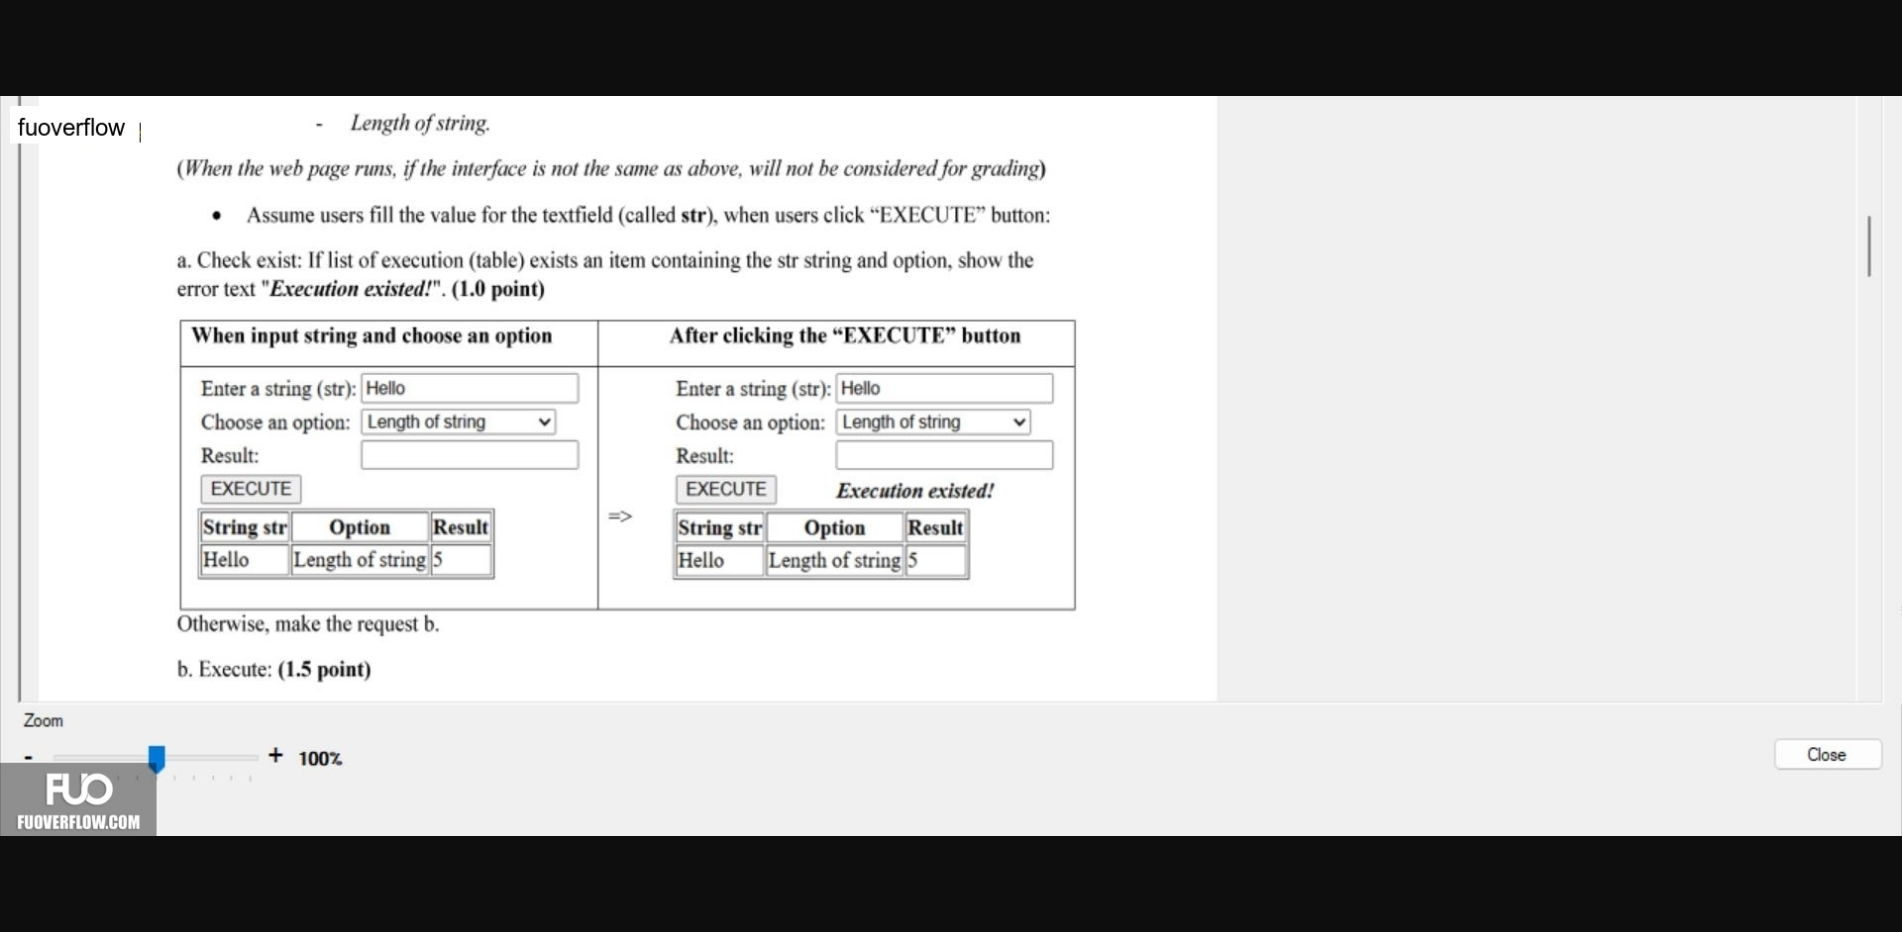 fuoverflow
- Length of string.
(When the web page runs, if the interface is not the same as above, will not be considered for grading)
• Assume users fill the value for the textfield (called str), when users click “EXECUTE” button:
a. Check exist: If list of execution (table) exists an item containing the str string and option, show the
error text "Execution existed!". (1.0 point)
When input string and choose an option
After clicking the “EXECUTE” button
Enter a string (str): Hello
Choose an option: Length of string
Result:
EXECUTE
String str Option Result
Hello Length of string 5
=>
Enter a string (str): Hello
Choose an option: Length of string
Result:
EXECUTE Execution existed!
String str Option Result
Hello Length of string 5
Otherwise, make the request b.
b. Execute: (1.5 point)
Zoom
- + 100%
Close
FUO
FUOVERFLOW.COM